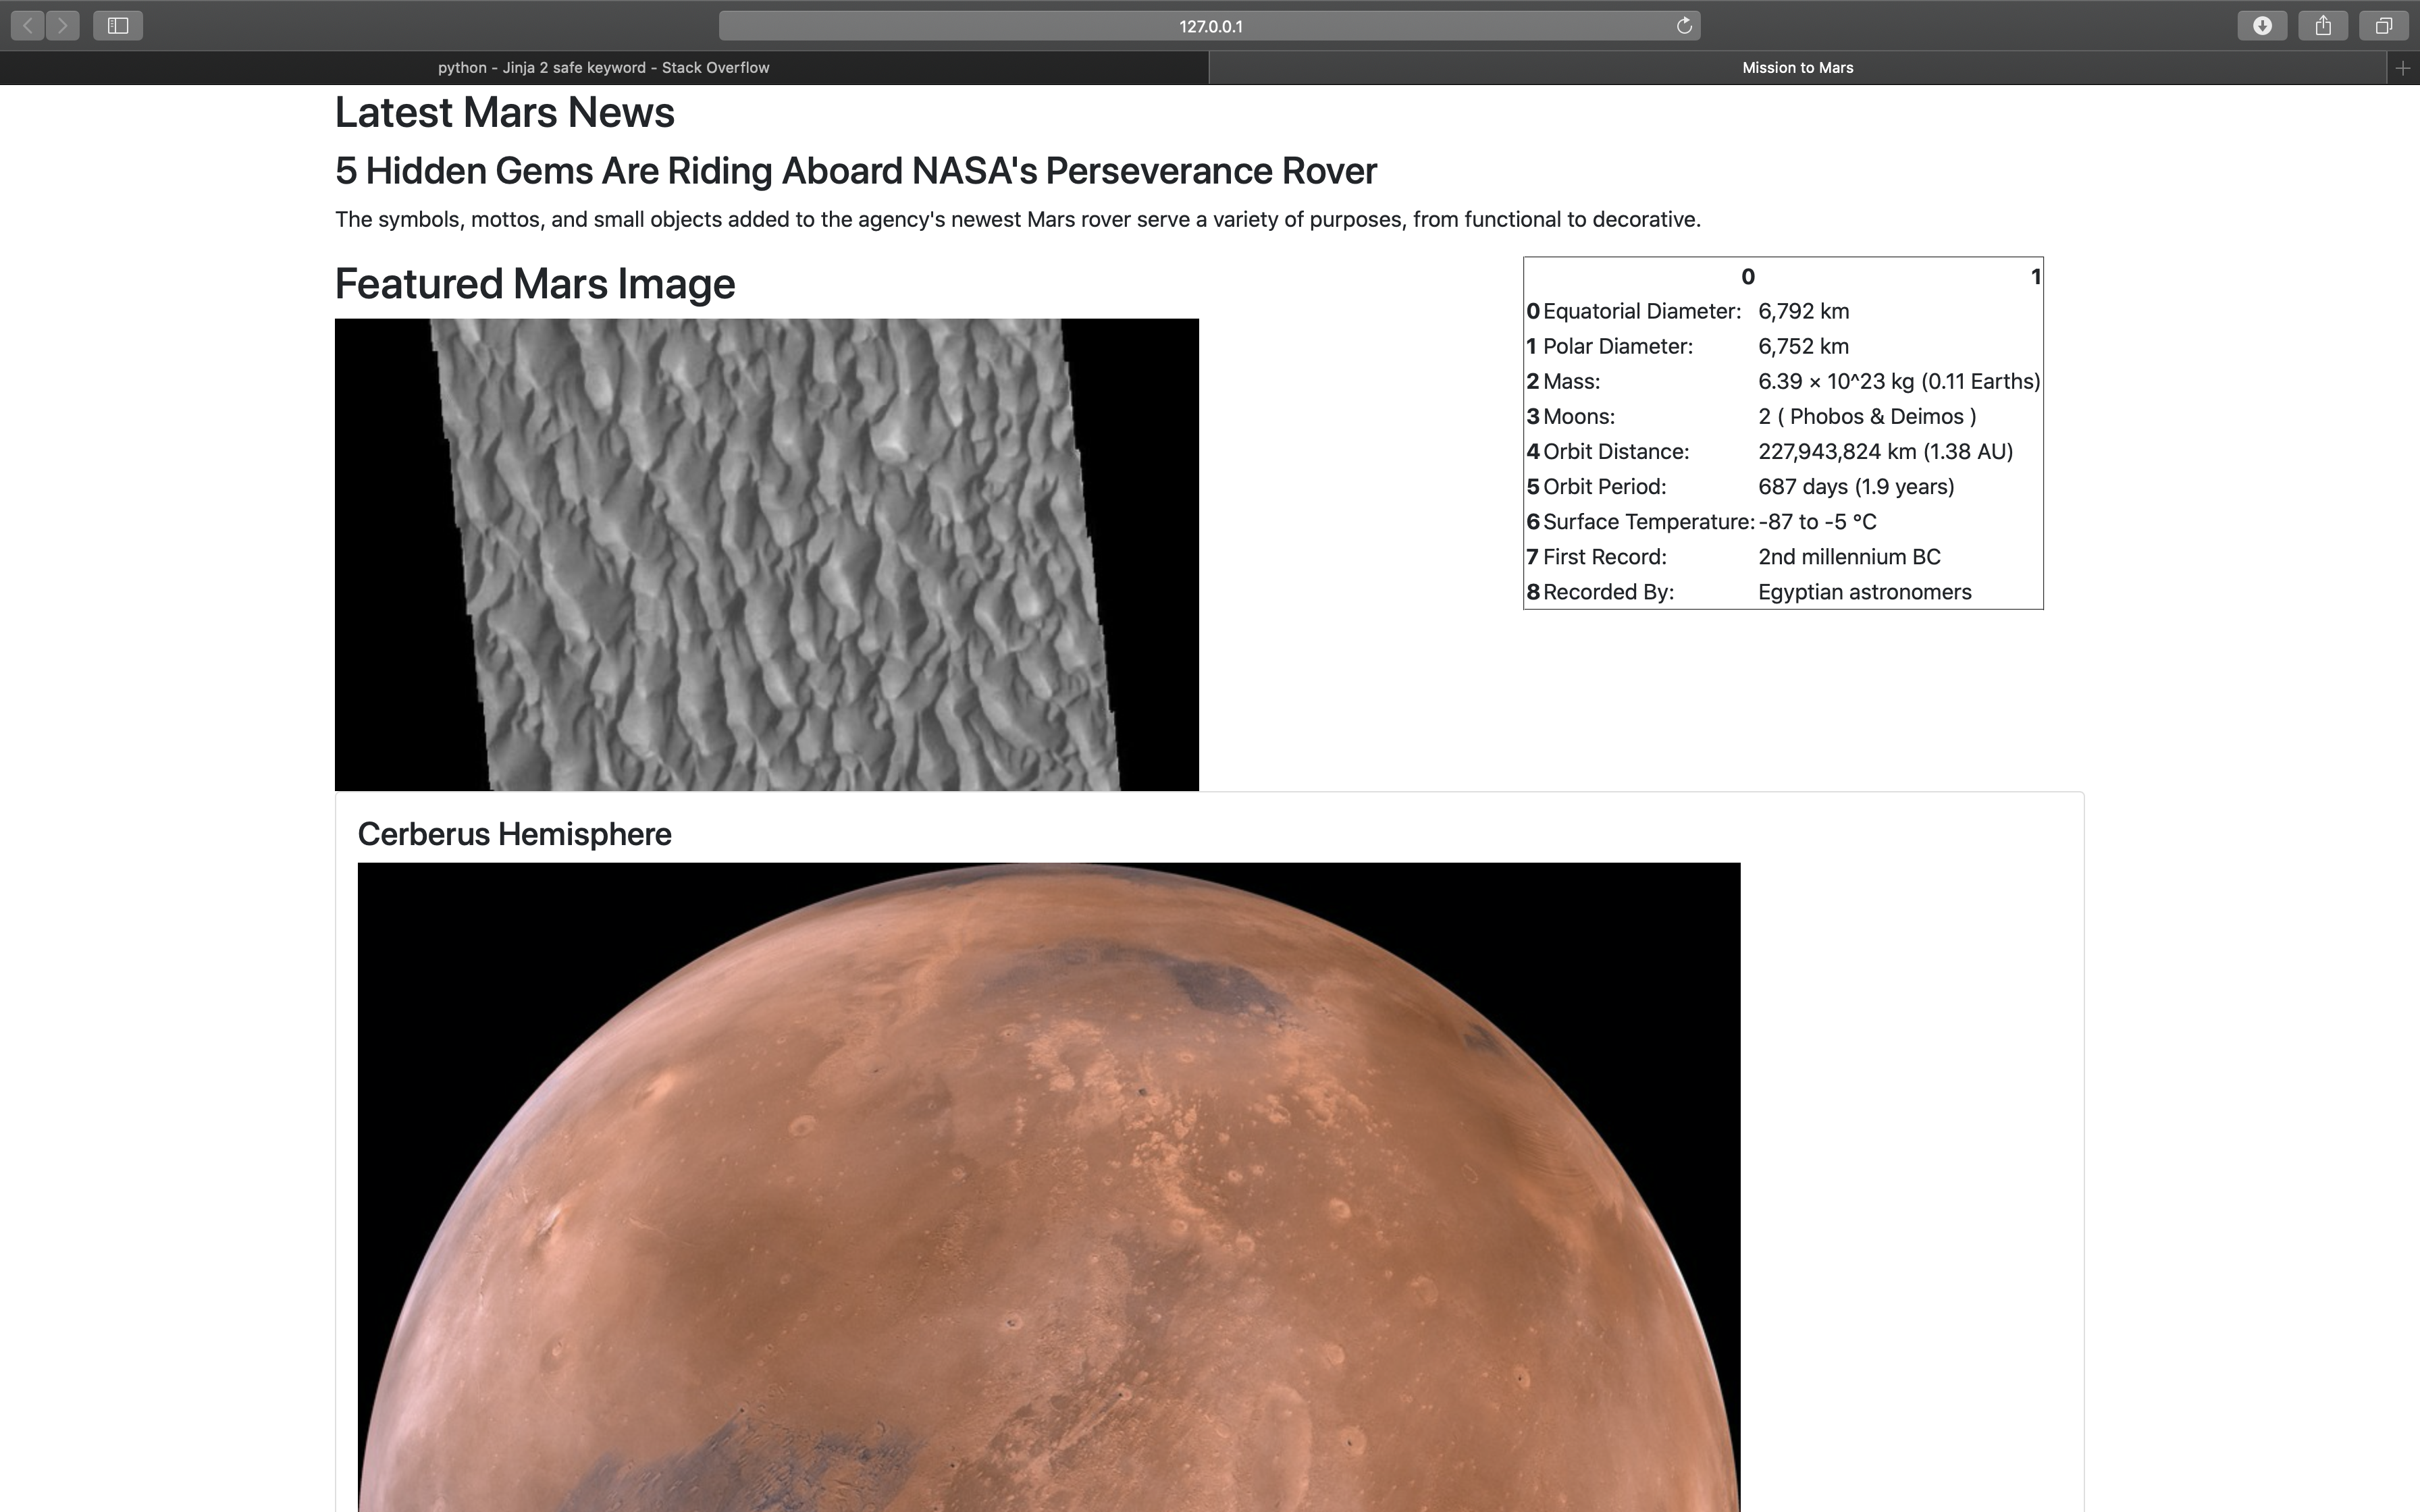 127.0.0.1
python - Jinja 2 safe keyword - Stack Overflow
Mission to Mars
Latest Mars News
5 Hidden Gems Are Riding Aboard NASA's Perseverance Rover
The symbols, mottos, and small objects added to the agency's newest Mars rover serve a variety of purposes, from functional to decorative.
Featured Mars Image
0 1
0 Equatorial Diameter: 6,792 km
1 Polar Diameter: 6,752 km
2 Mass: 6.39 × 10^23 kg (0.11 Earths)
3 Moons: 2 ( Phobos & Deimos )
4 Orbit Distance: 227,943,824 km (1.38 AU)
5 Orbit Period: 687 days (1.9 years)
6 Surface Temperature: -87 to -5 °C
7 First Record: 2nd millennium BC
8 Recorded By: Egyptian astronomers
Cerberus Hemisphere